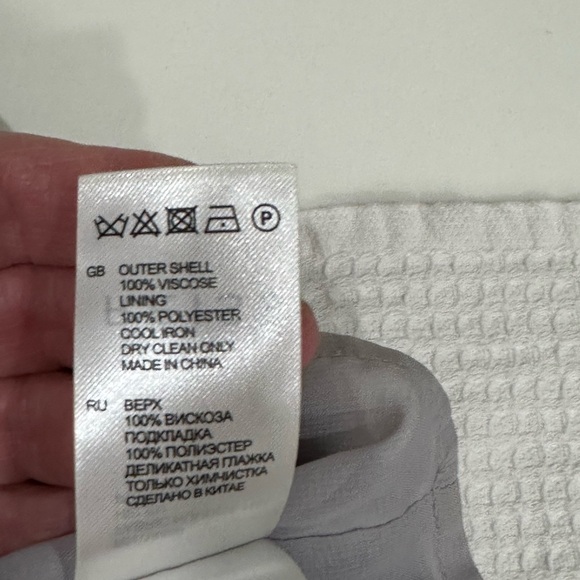 P
GB OUTER SHELL
100% VISCOSE
LINING
100% POLYESTER
COOL IRON
DRY CLEAN ONLY
MADE IN CHINA
RU ВЕРХ
100% ВИСКОЗА
ПОДКЛАДКА
100% ПОЛИЭСТЕР
ДЕЛИКАТНАЯ ГЛАЖКА
ТОЛЬКО ХИМЧИСТКА
СДЕЛАНО В КИТАЕ